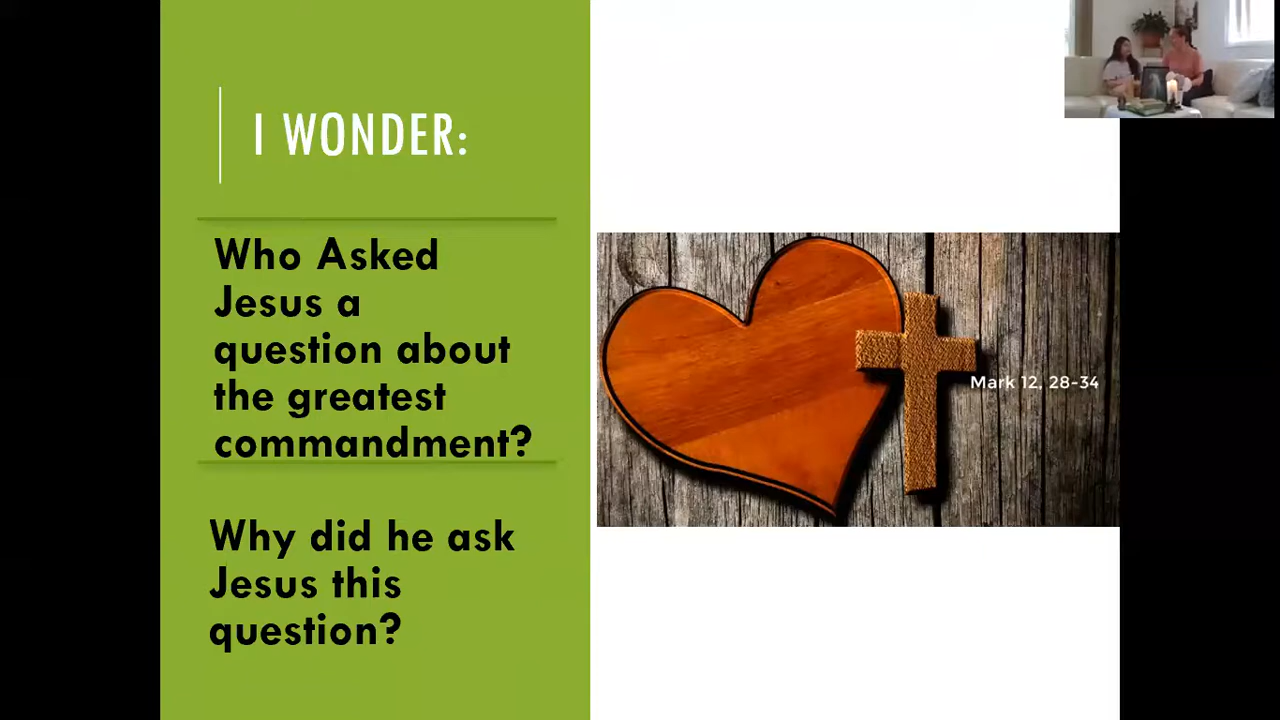 I WONDER:
Who Asked
Jesus a
question about
the greatest
commandment?
Why did he ask
Jesus this
question?
Mark 12, 28-34